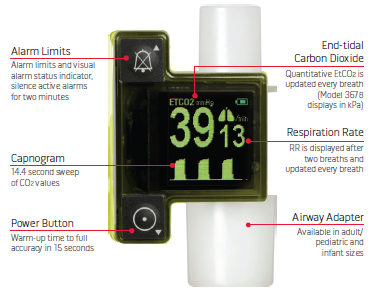 Alarm Limits
Alarm limits and visual
alarm status indicator,
silence active alarms
for two minutes
Capnogram
14.4 second sweep
of CO2 values
Power Button
Warm-up time to full
accuracy in 15 seconds
ETCO2 mmHg
39
/min
13
End-tidal
Carbon Dioxide
Quantitative EtCO2 is
updated every breath
(Model 3678
displays in kPa)
Respiration Rate
RR is displayed after
two breaths and
updated every breath
Airway Adapter
Available in adult/
pediatric and
infant sizes